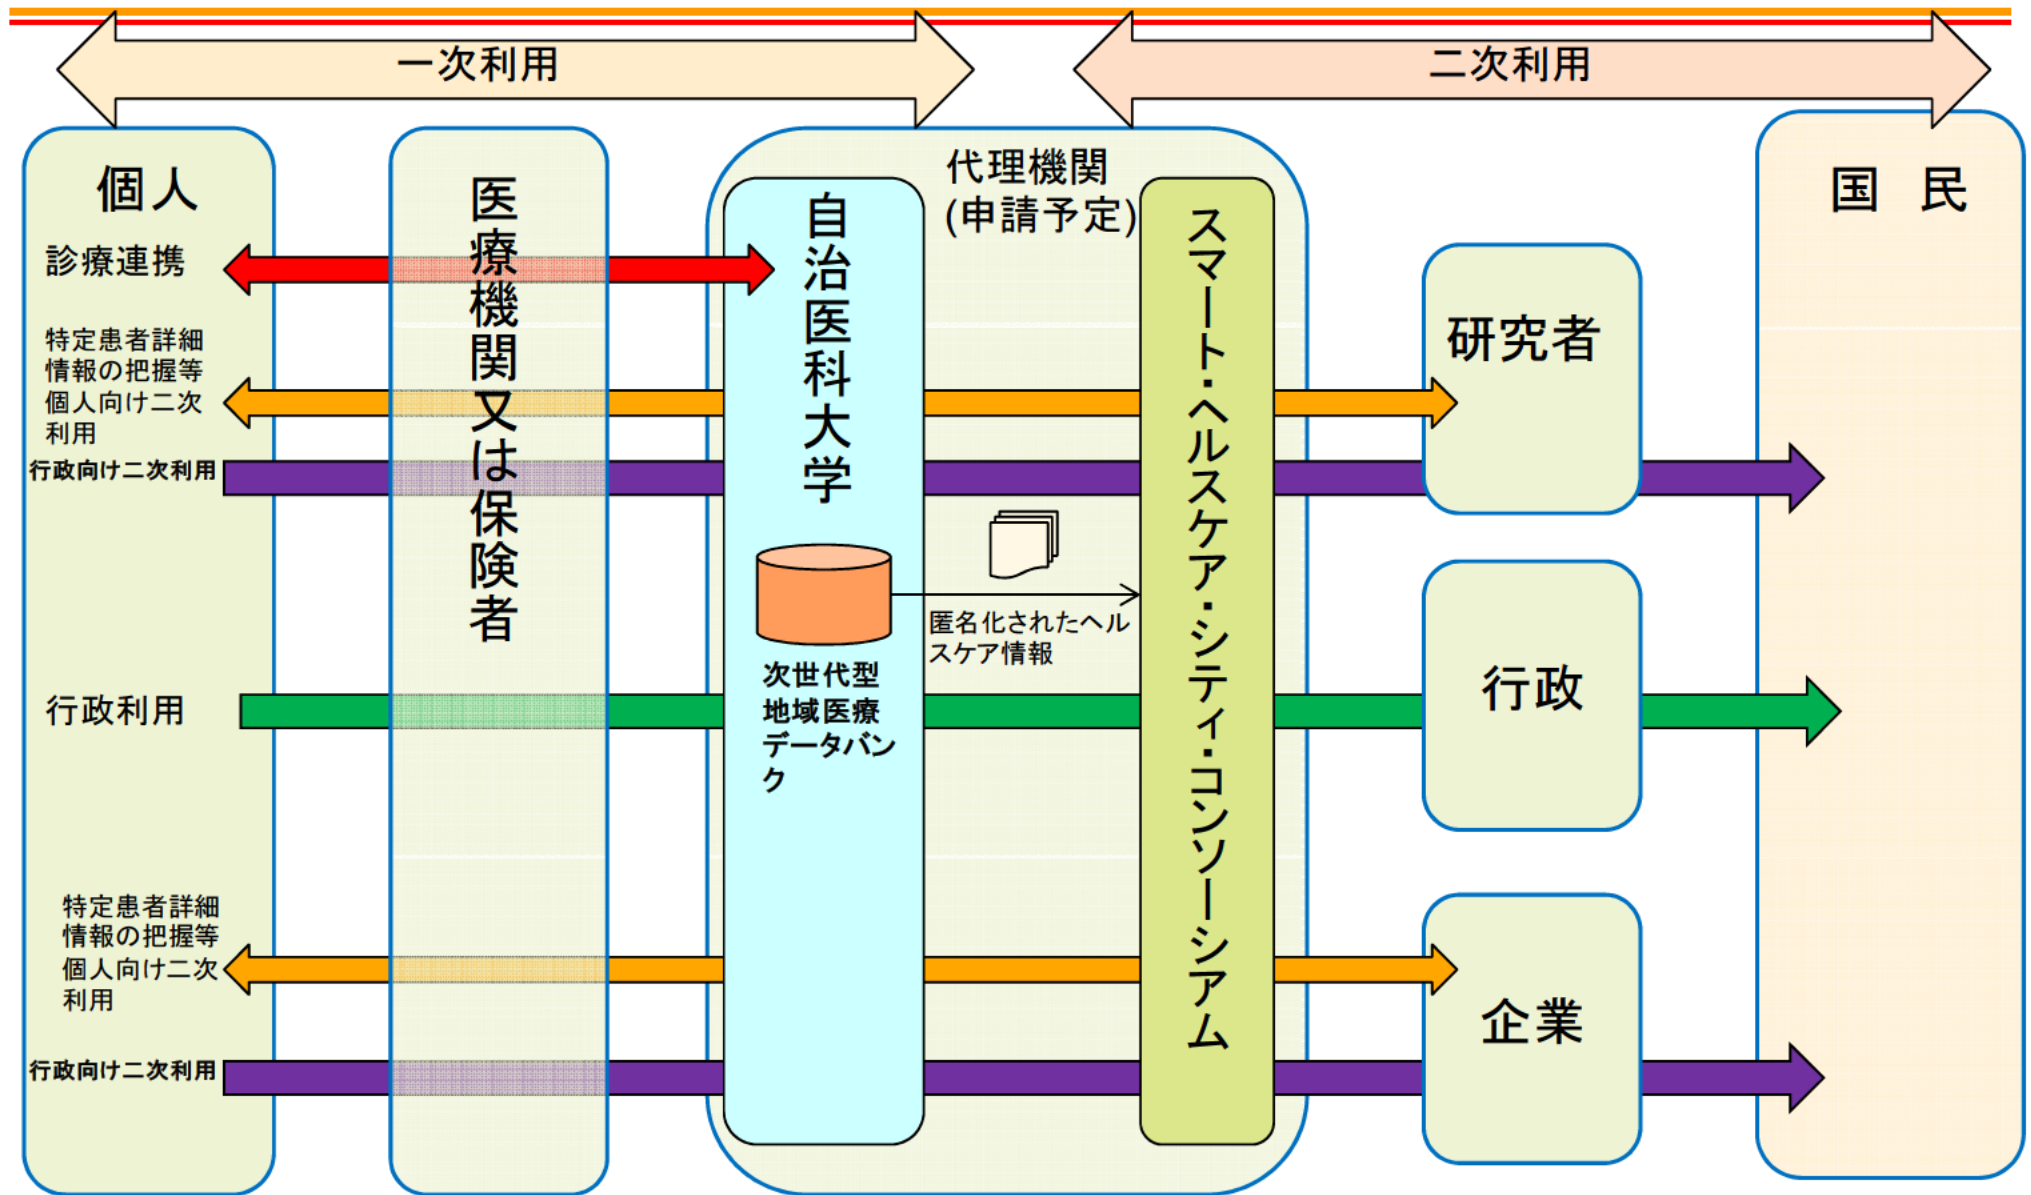 一次利用
二次利用
個人
診療連携
特定患者詳細
情報の把握等
個人向け二次
利用
行政向け二次利用
行政利用
特定患者詳細
情報の把握等
個人向け二次
利用
行政向け二次利用
医療機関又は保険者
代理機関
(申請予定)
自治医科大学
次世代型
地域医療
データバン
ク
匿名化されたヘル
スケア情報
スマート・ヘルスケア・シティ・コンソーシアム
研究者
行政
企業
国　民